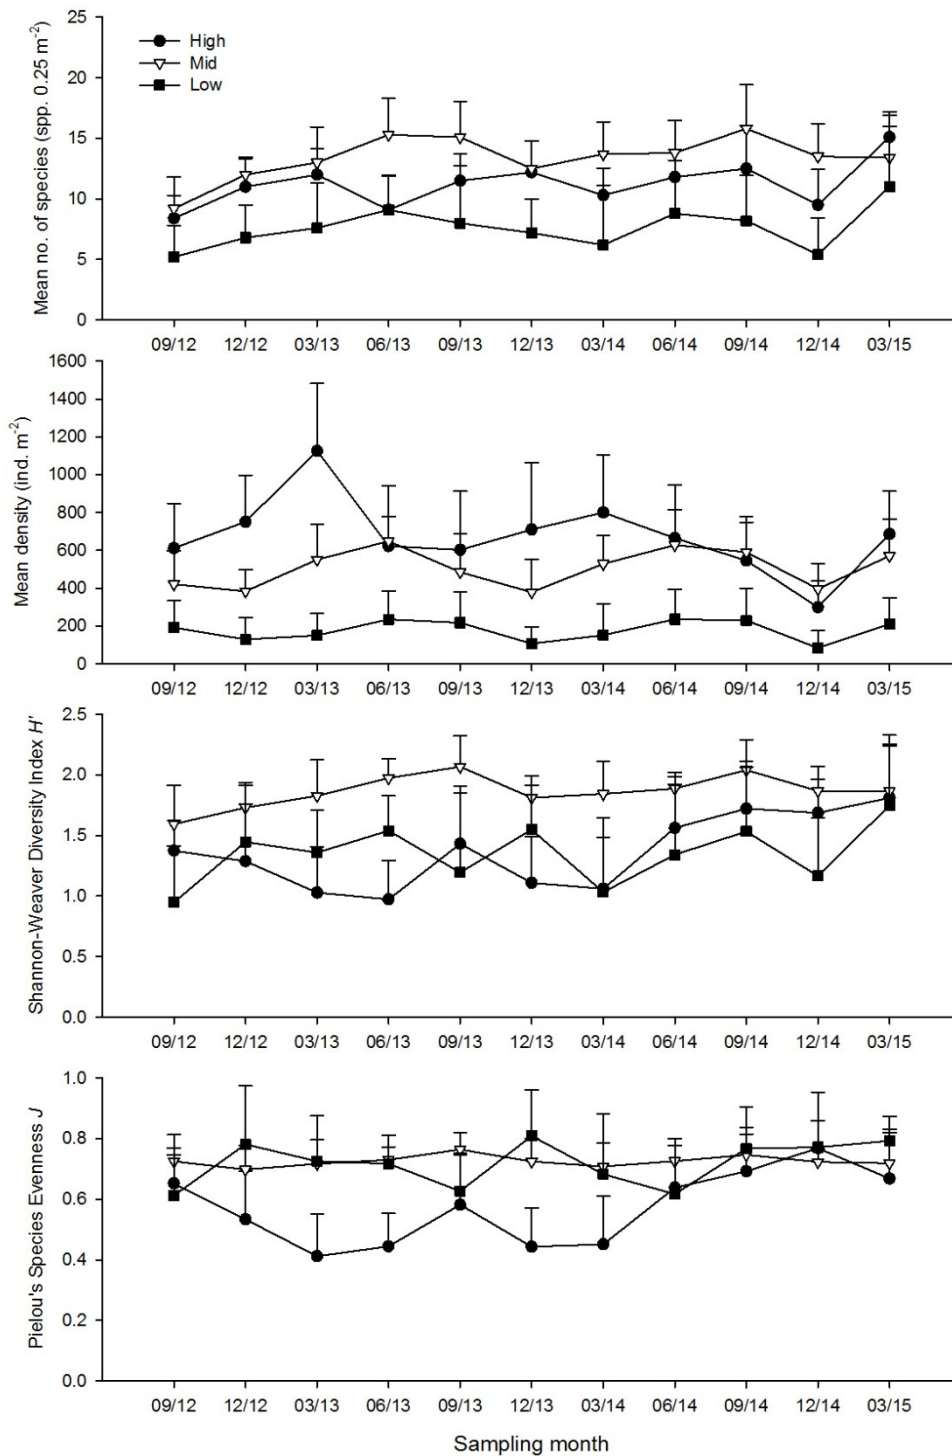 Mean no. of species (spp. 0.25 m⁻²)
25
20
15
10
5
0
High
Mid
Low
09/12 12/12 03/13 06/13 09/13 12/13 03/14 06/14 09/14 12/14 03/15
Mean density (ind. m⁻²)
1600
1400
1200
1000
800
600
400
200
0
09/12 12/12 03/13 06/13 09/13 12/13 03/14 06/14 09/14 12/14 03/15
Shannon-Weaver Diversity Index H'
2.5
2.0
1.5
1.0
0.5
0.0
09/12 12/12 03/13 06/13 09/13 12/13 03/14 06/14 09/14 12/14 03/15
Pielou's Species Evenness J
1.0
0.8
0.6
0.4
0.2
0.0
09/12 12/12 03/13 06/13 09/13 12/13 03/14 06/14 09/14 12/14 03/15
Sampling month